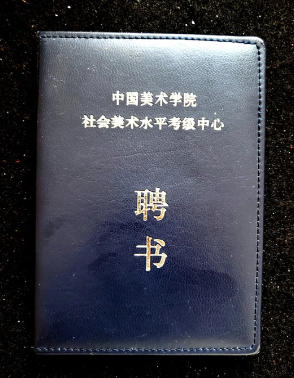 中国美术学院
社会美术水平考级中心
聘
书